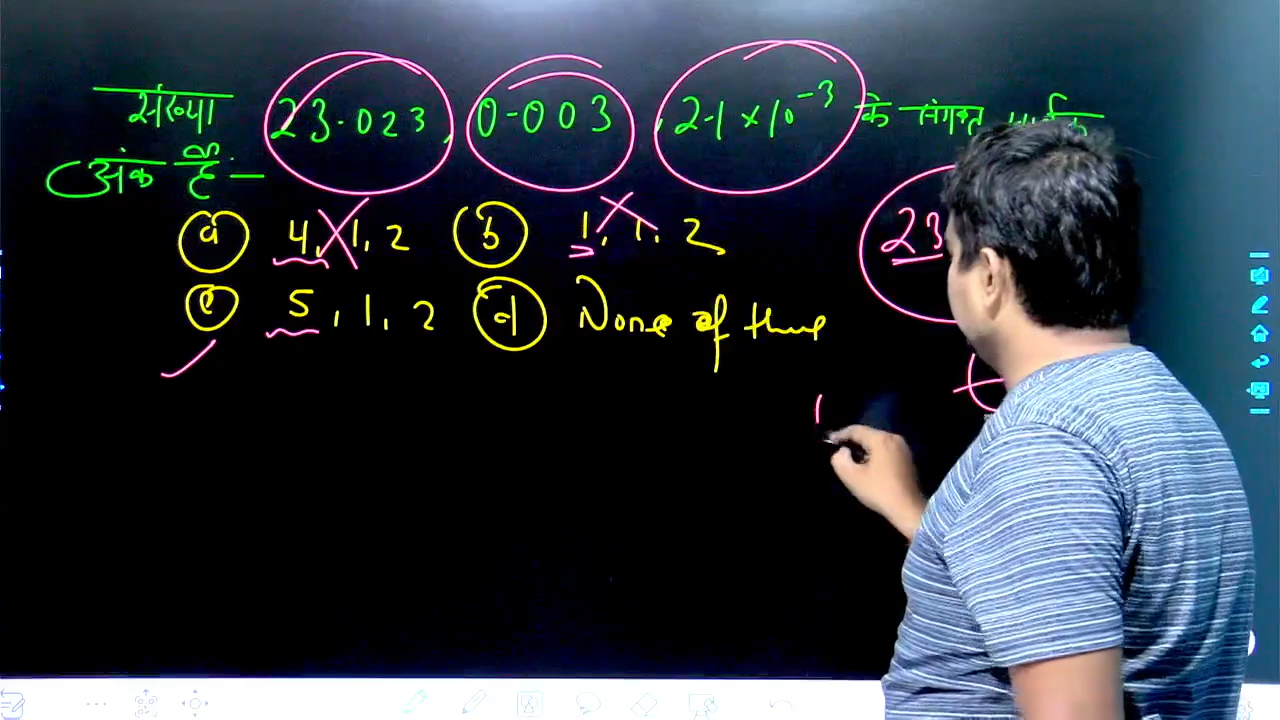 संख्या 23.023, 0.003, 2.1 × 10⁻³ के संगत
अंक हैं :—
(a) 4, 1, 2 (b) 1, 1, 2
(c) 5, 1, 2 (d) None of
23